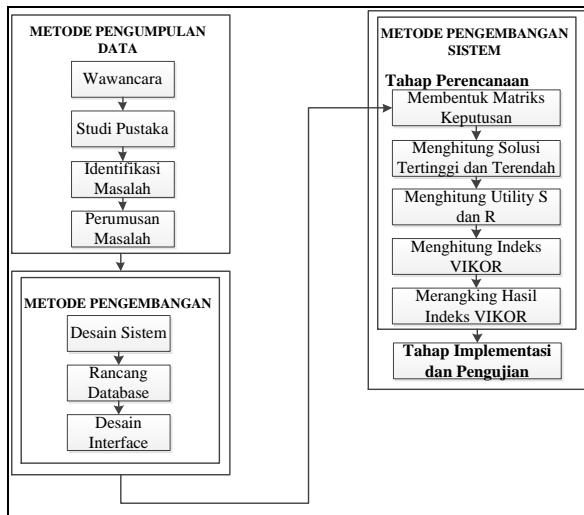 METODE PENGUMPULAN
DATA
Wawancara
Studi Pustaka
Identifikasi
Masalah
Perumusan
Masalah
METODE PENGEMBANGAN
Desain Sistem
Rancang
Database
Desain
Interface
METODE PENGEMBANGAN
SISTEM
Tahap Perencanaan
Membentuk Matriks
Keputusan
Menghitung Solusi
Tertinggi dan Terendah
Menghitung Utility S
dan R
Menghitung Indeks
VIKOR
Merangking Hasil
Indeks VIKOR
Tahap Implementasi
dan Pengujian